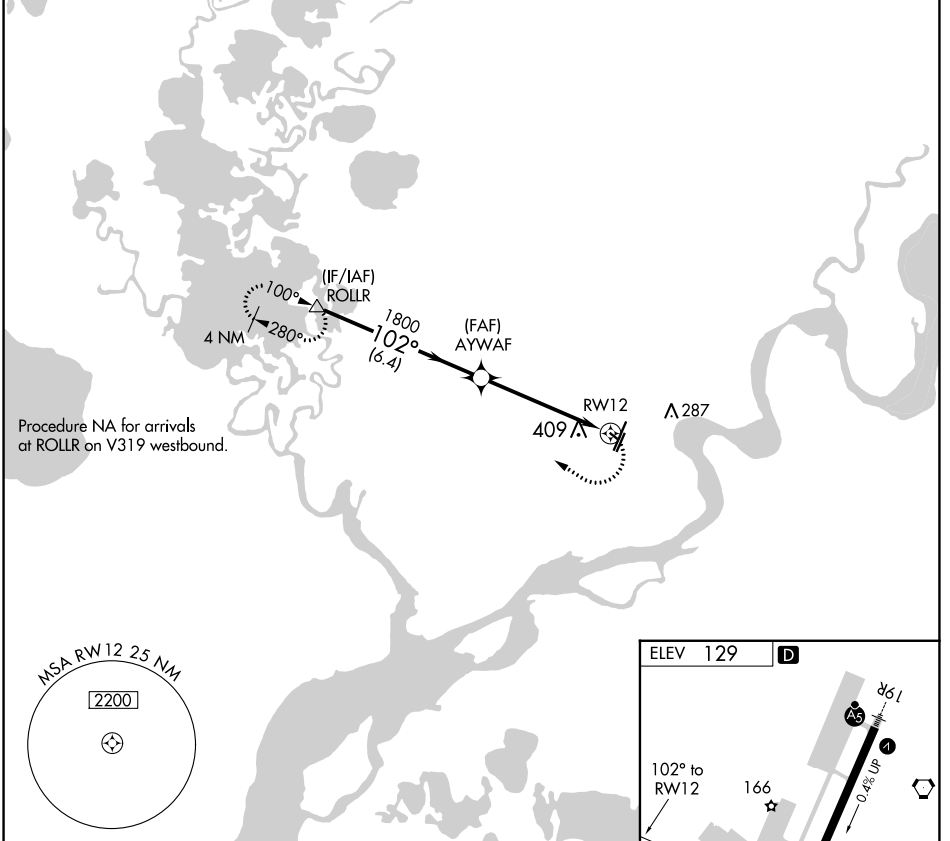 (IF/IAF)
ROLLR
100°
280°
4 NM
1800
102°
(6.4)
(FAF)
AYWAF
RW12
409
287
Procedure NA for arrivals
at ROLLR on V319 westbound.
MSA RW12 25 NM
2200
ELEV 129
D
19R
A5
0.4% UP
102° to
RW12
166